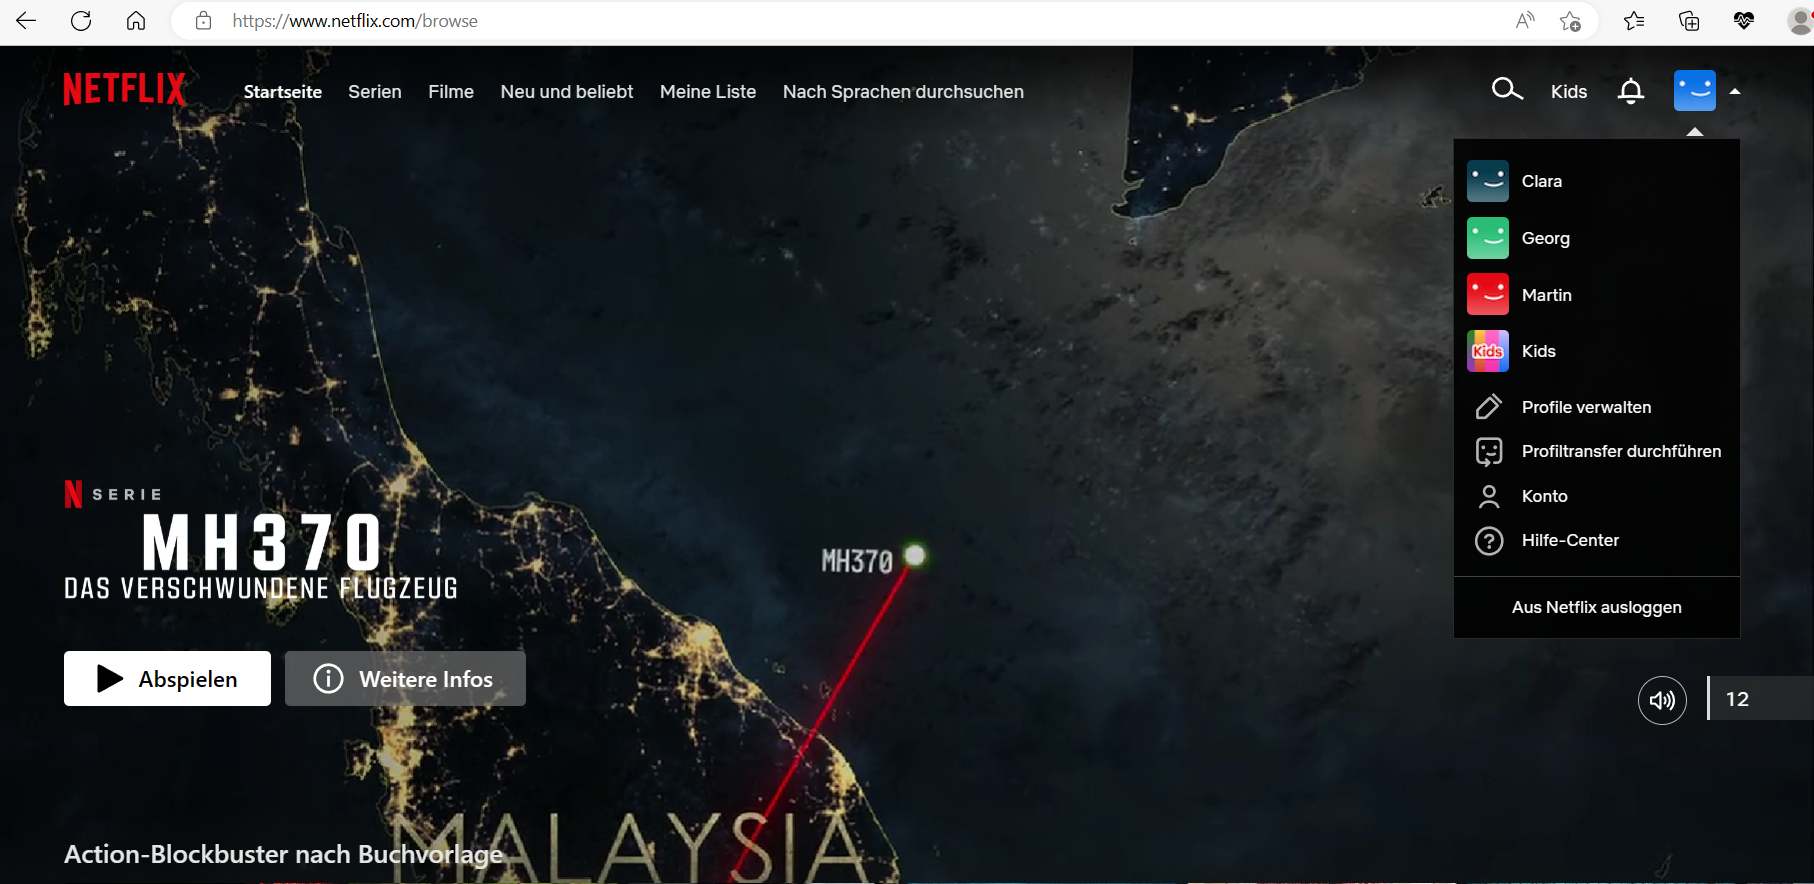 https://www.netflix.com/browse
NETFLIX
Startseite Serien Filme Neu und beliebt Meine Liste Nach Sprachen durchsuchen
Kids
Clara
Georg
Martin
Kids Kids
Profile verwalten
Profiltransfer durchführen
Konto
Hilfe-Center
Aus Netflix ausloggen
N SERIE
MH370
DAS VERSCHWUNDENE FLUGZEUG
MH370
Abspielen Weitere Infos
12
MALAYSIA
Action-Blockbuster nach Buchvorlage